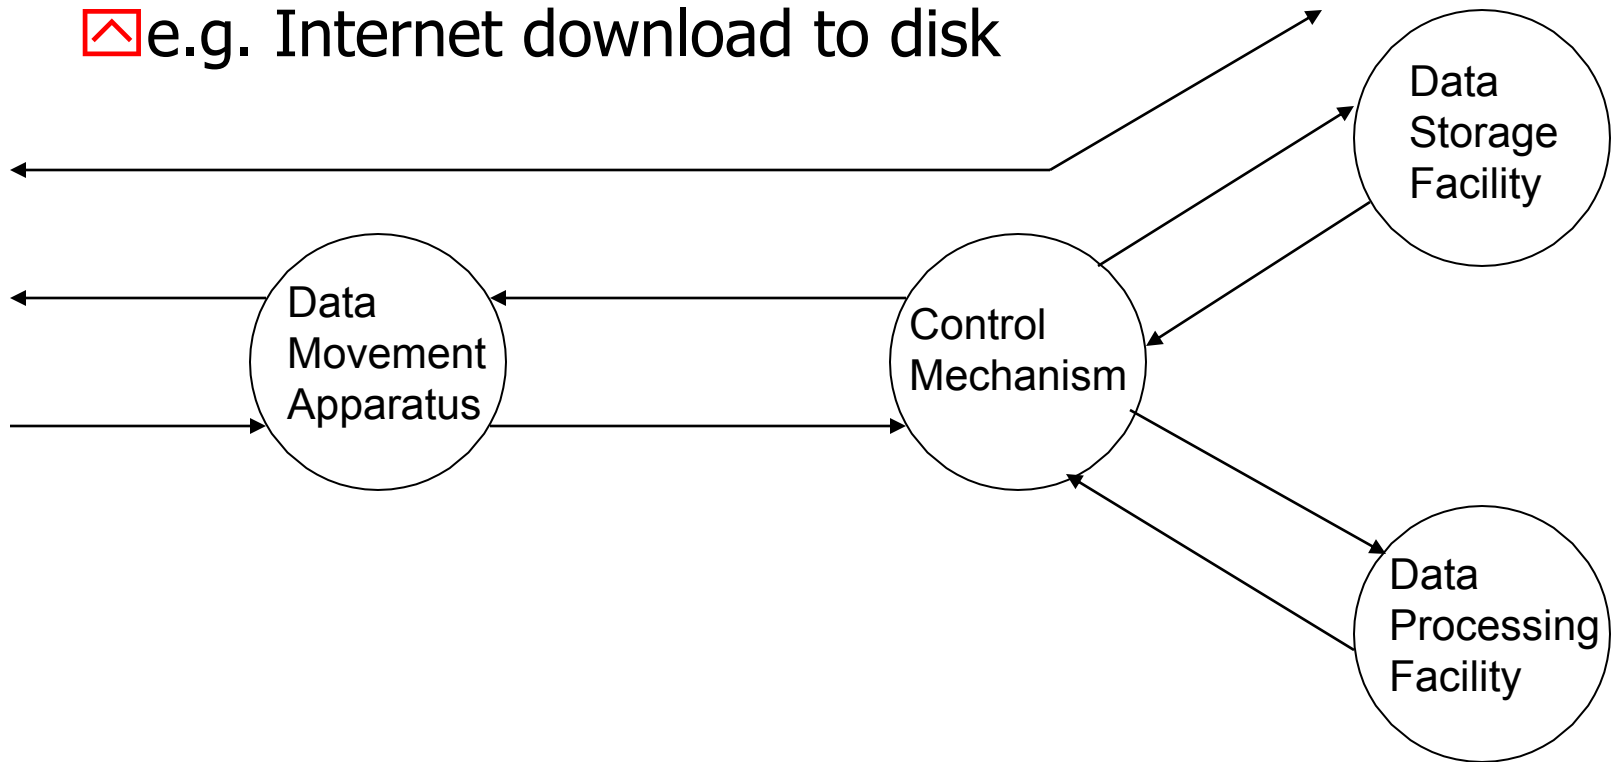 e.g. Internet download to disk
Data
Storage
Facility
Data
Movement
Apparatus
Control
Mechanism
Data
Processing
Facility